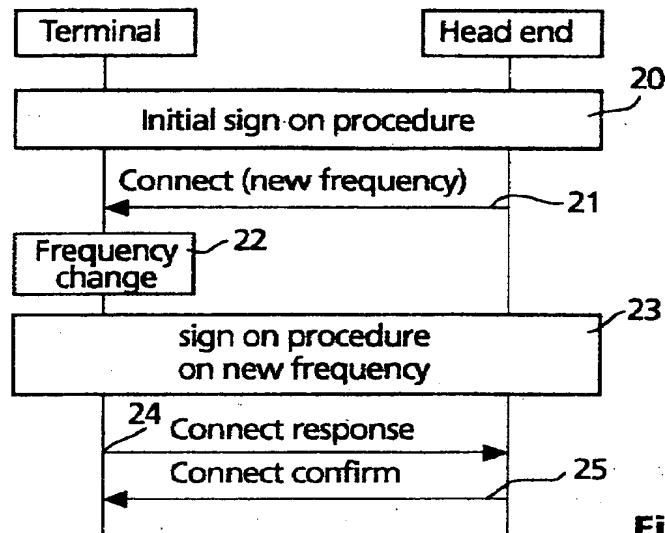 Terminal
Head end
20
Initial sign on procedure
Connect (new frequency)
21
Frequency
change
22
sign on procedure
on new frequency
23
24
Connect response
Connect confirm
25